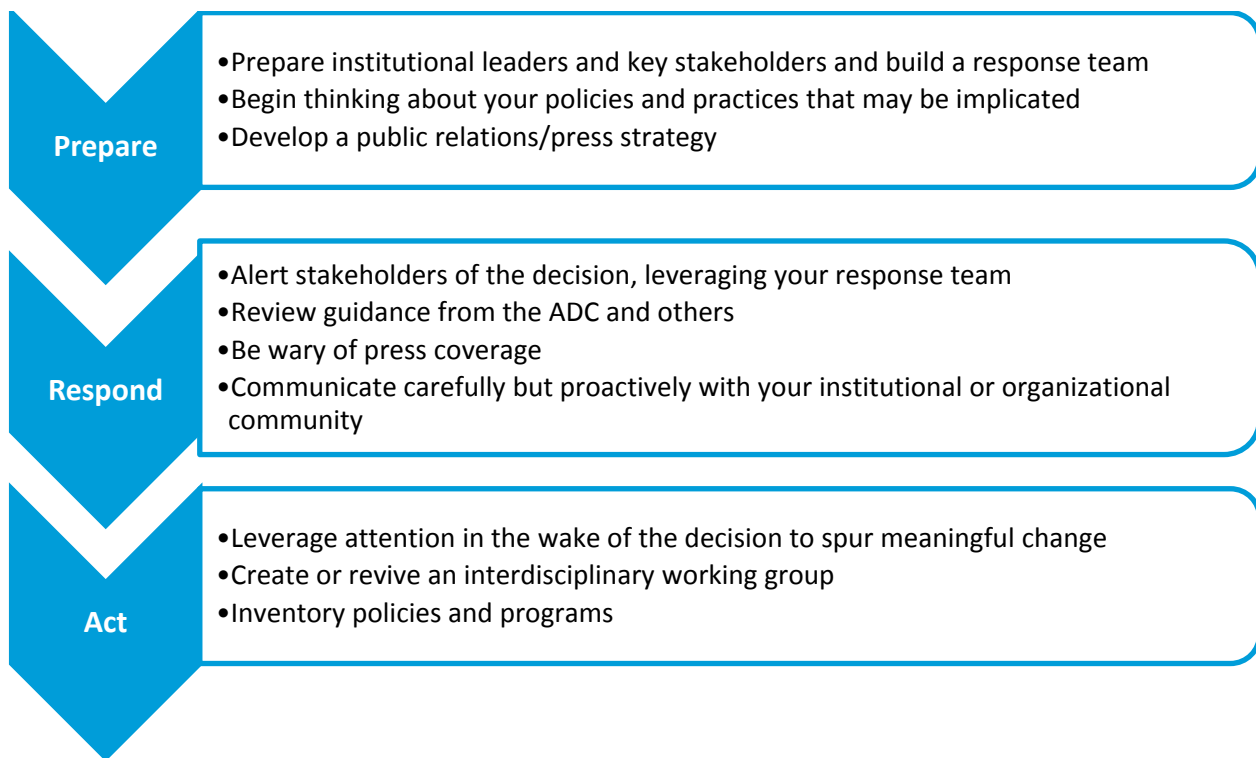 Prepare
•Prepare institutional leaders and key stakeholders and build a response team
•Begin thinking about your policies and practices that may be implicated
•Develop a public relations/press strategy
Respond
•Alert stakeholders of the decision, leveraging your response team
•Review guidance from the ADC and others
•Be wary of press coverage
•Communicate carefully but proactively with your institutional or organizational
community
Act
•Leverage attention in the wake of the decision to spur meaningful change
•Create or revive an interdisciplinary working group
•Inventory policies and programs